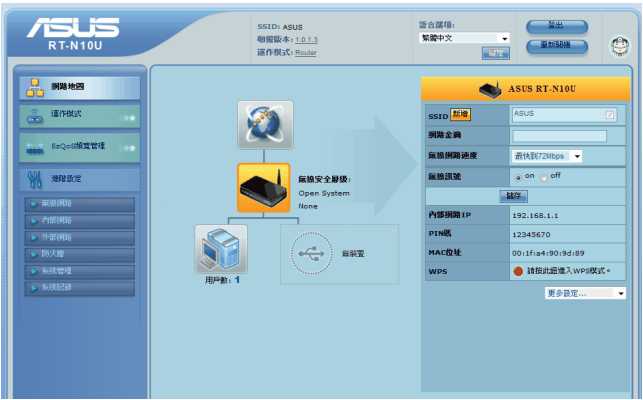 ASUS
RT-N10U
SSID: ASUS
韌體版本: 1.0.1.3
運作模式: Router
語言選項:
繁體中文
儲存
登出
重新開機
網路地圖
運作模式
EzQoS頻寬管理
進階設定
無線網路
內部網路
外部網路
防火牆
系統管理
系統記錄
無線安全層級:
Open System
None
用戶數: 1
無裝置
ASUS RT-N10U
SSID 新增
ASUS
網路金鑰
無線網路速度
最快到72Mbps
無線訊號
on off
儲存
內部網路IP
192.168.1.1
PIN碼
12345670
MAC位址
00:1f:a4:90:9d:89
WPS
請按此鈕進入WPS模式。
更多設定...